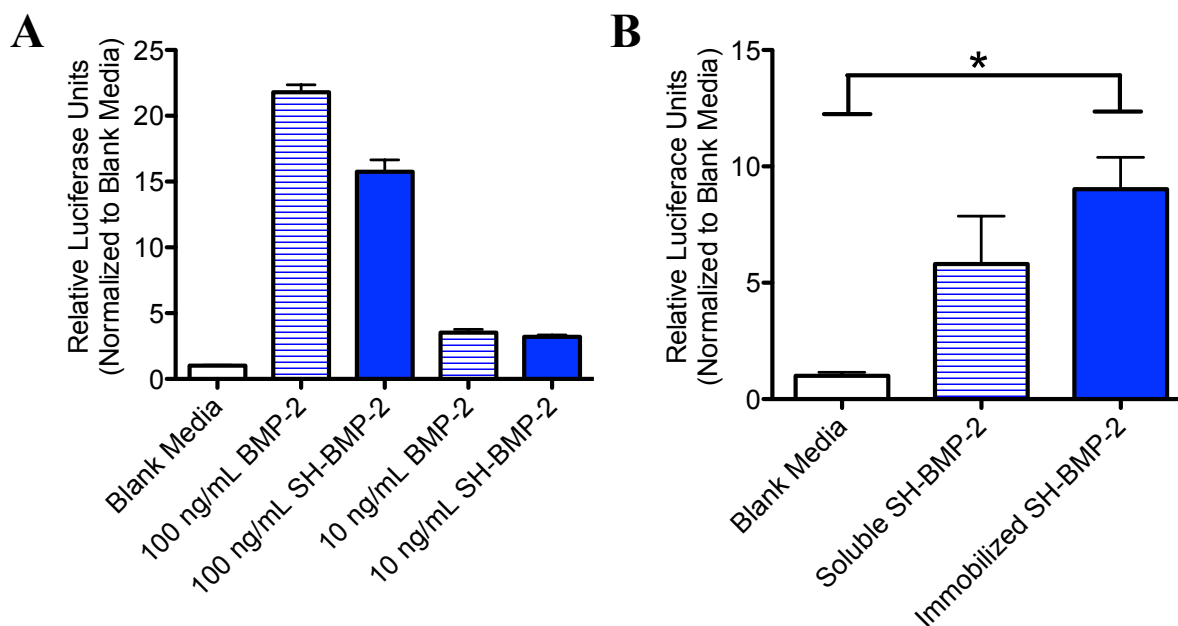 A
Relative Luciferase Units
(Normalized to Blank Media)
25
20
15
10
5
0
Blank Media
100 ng/mL BMP-2
100 ng/mL SH-BMP-2
10 ng/mL BMP-2
10 ng/mL SH-BMP-2
B
Relative Luciferace Units
(Normalized to Blank Media)
15
10
5
0
*
Blank Media
Soluble SH-BMP-2
Immobilized SH-BMP-2